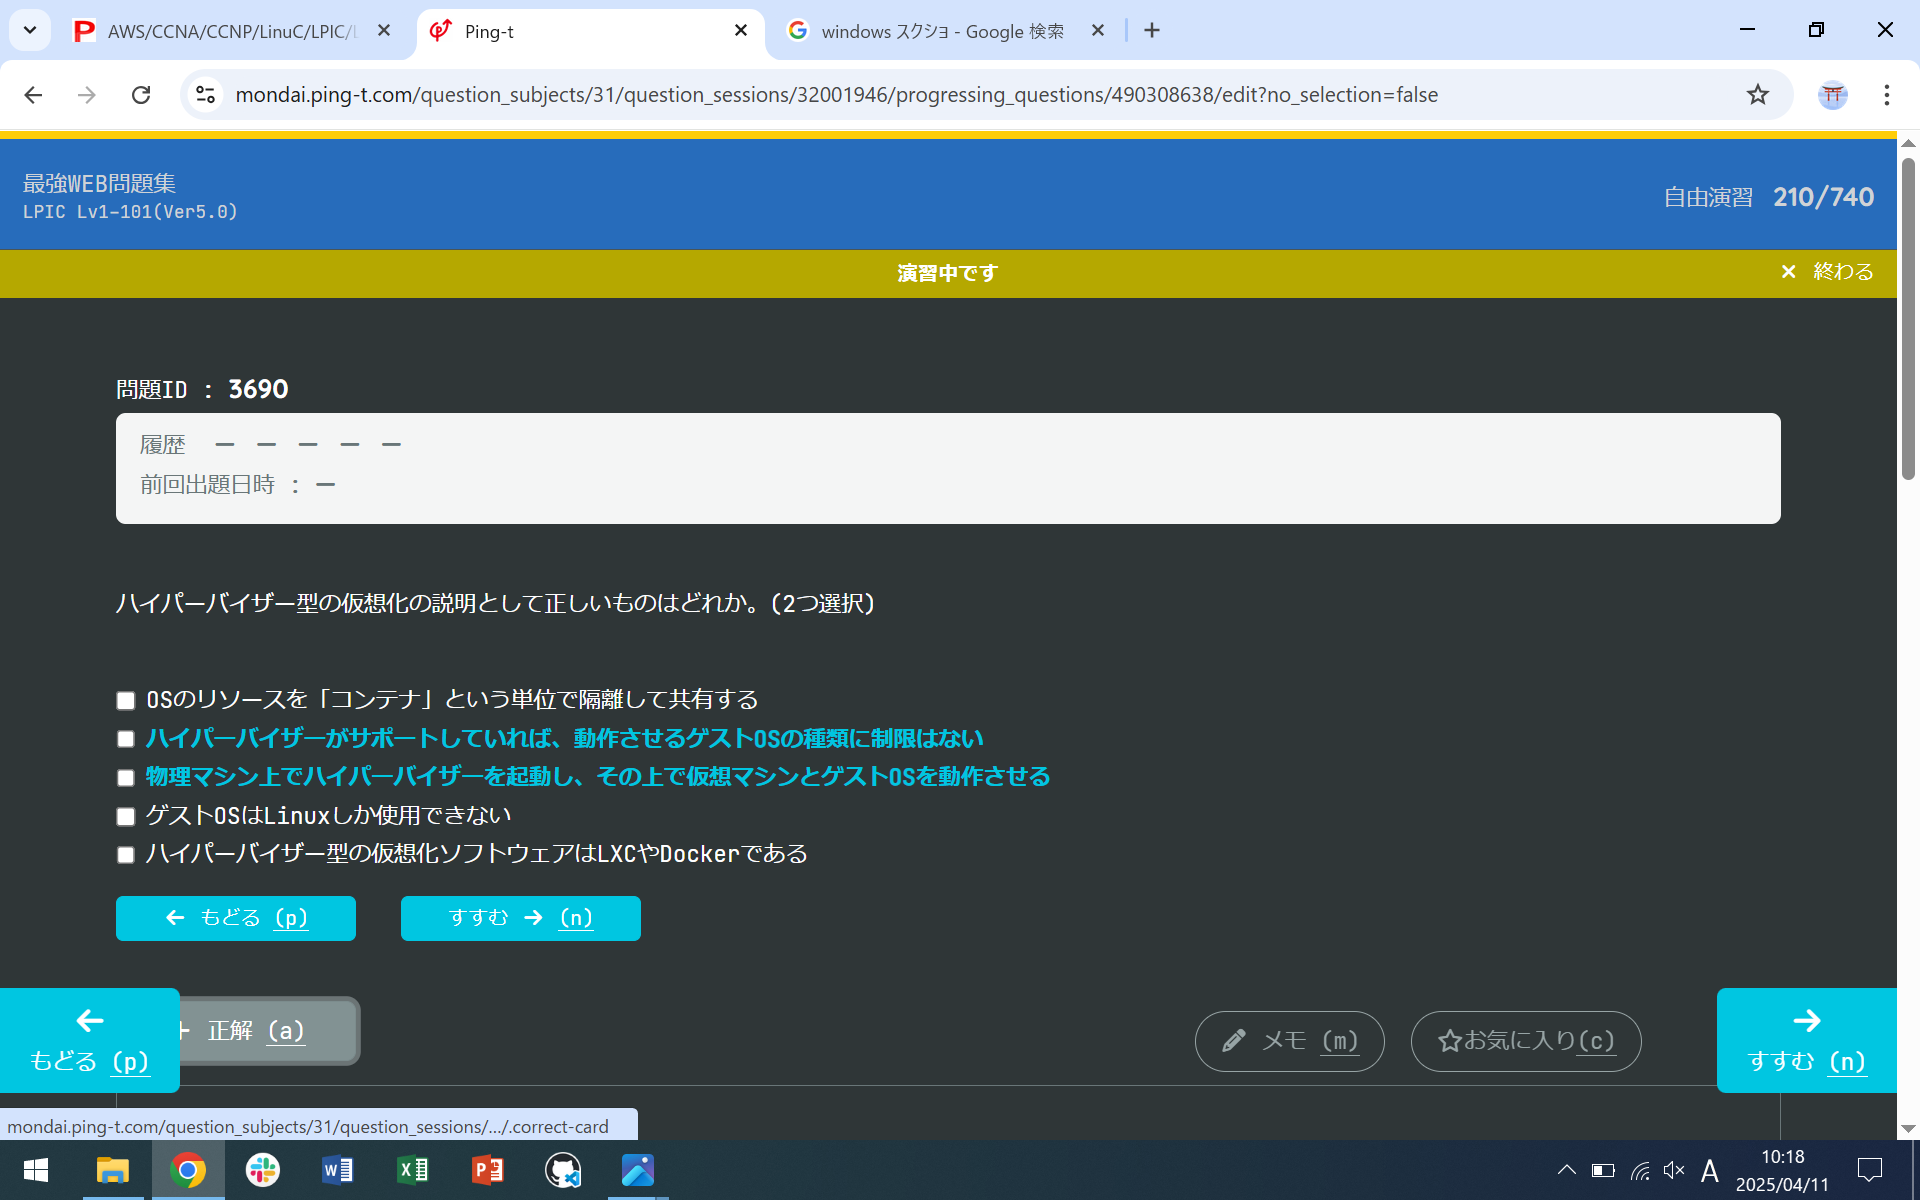 AWS/CCNA/CCNP/LinuC/LPIC/
Ping-t
windows スクショ - Google 検索
mondai.ping-t.com/question_subjects/31/question_sessions/32001946/progressing_questions/490308638/edit?no_selection=false
最強WEB問題集
LPIC Lv1-101(Ver5.0)
自由演習 210/740
演習中です
× 終わる
問題ID : 3690
履歴 ー ー ー ー ー
前回出題日時 : ー
ハイパーバイザー型の仮想化の説明として正しいものはどれか。(2つ選択)
OSのリソースを「コンテナ」という単位で隔離して共有する
ハイパーバイザーがサポートしていれば、動作させるゲストOSの種類に制限はない
物理マシン上でハイパーバイザーを起動し、その上で仮想マシンとゲストOSを動作させる
ゲストOSはLinuxしか使用できない
ハイパーバイザー型の仮想化ソフトウェアはLXCやDockerである
← もどる (p)
すすむ → (n)
← もどる (p)
正解 (a)
メモ (m)
☆お気に入り(c)
→ すすむ (n)
mondai.ping-t.com/question_subjects/31/question_sessions/.../.correct-card
A
10:18
2025/04/11